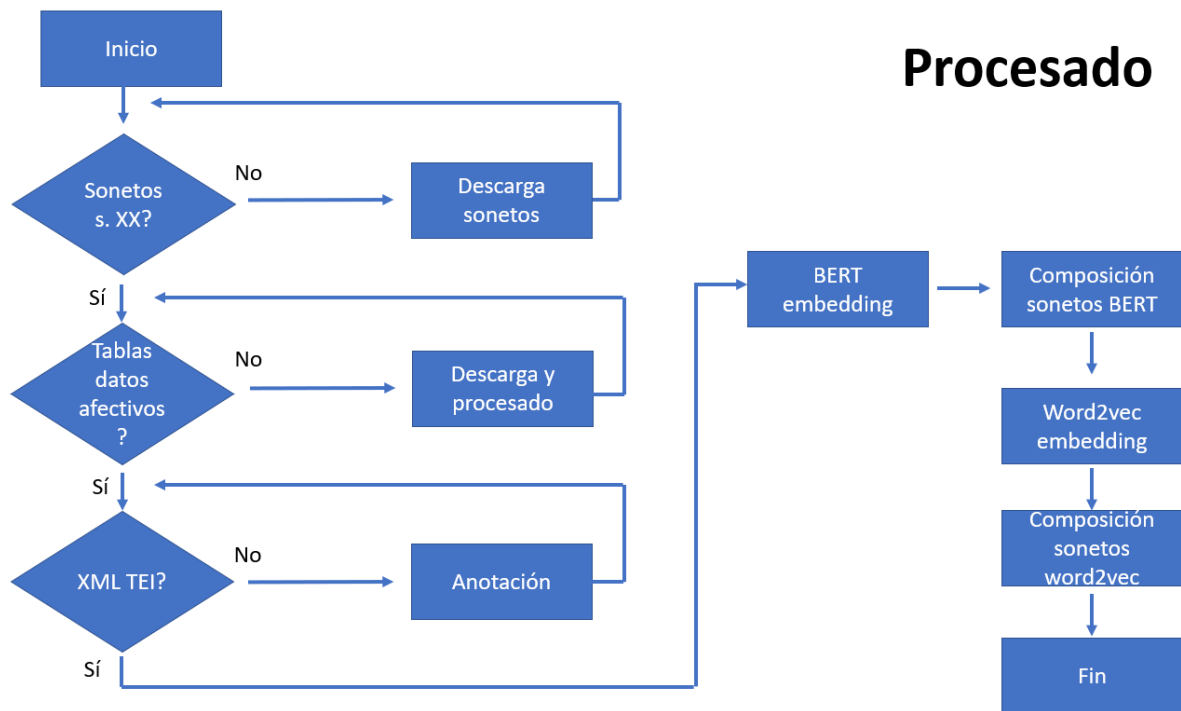 Procesado
Inicio
Sonetos
s. XX?
No
Descarga
sonetos
Sí
Tablas
datos
afectivos
?
No
Descarga y
procesado
Sí
XML TEI?
No
Anotación
Sí
BERT
embedding
Composición
sonetos BERT
Word2vec
embedding
Composición
sonetos
word2vec
Fin